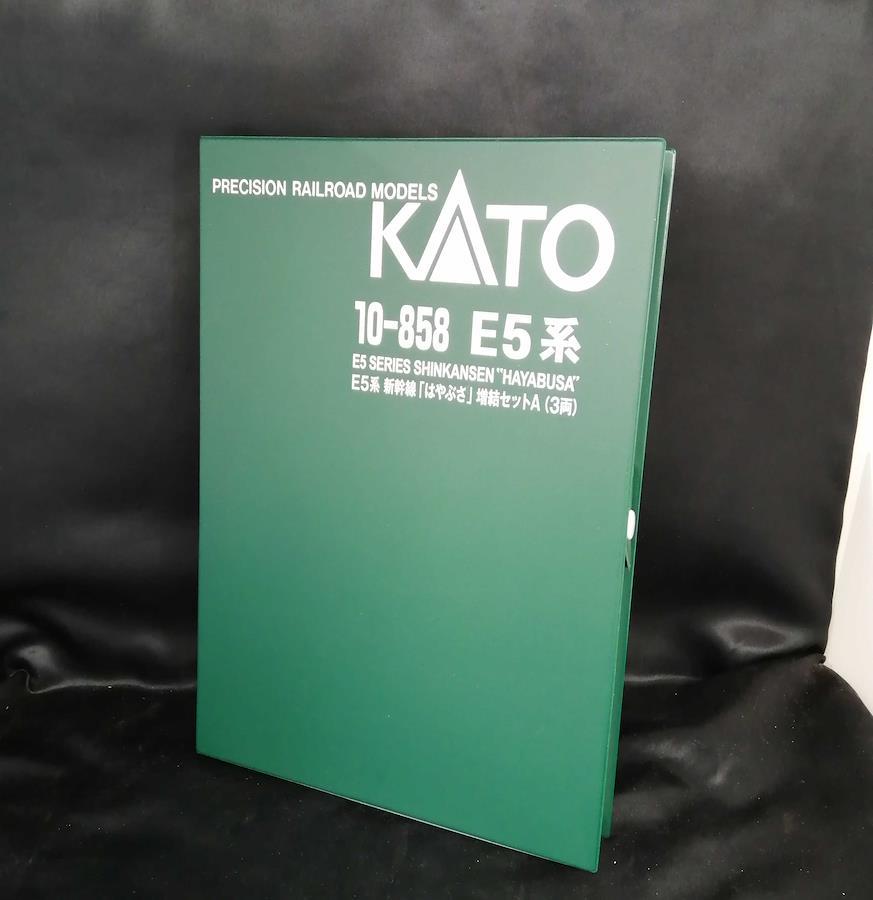 PRECISION RAILROAD MODELS
KATO
10-858 E5系
E5 SERIES SHINKANSEN "HAYABUSA"
E5系 新幹線「はやぶさ」増結セットA(3両)